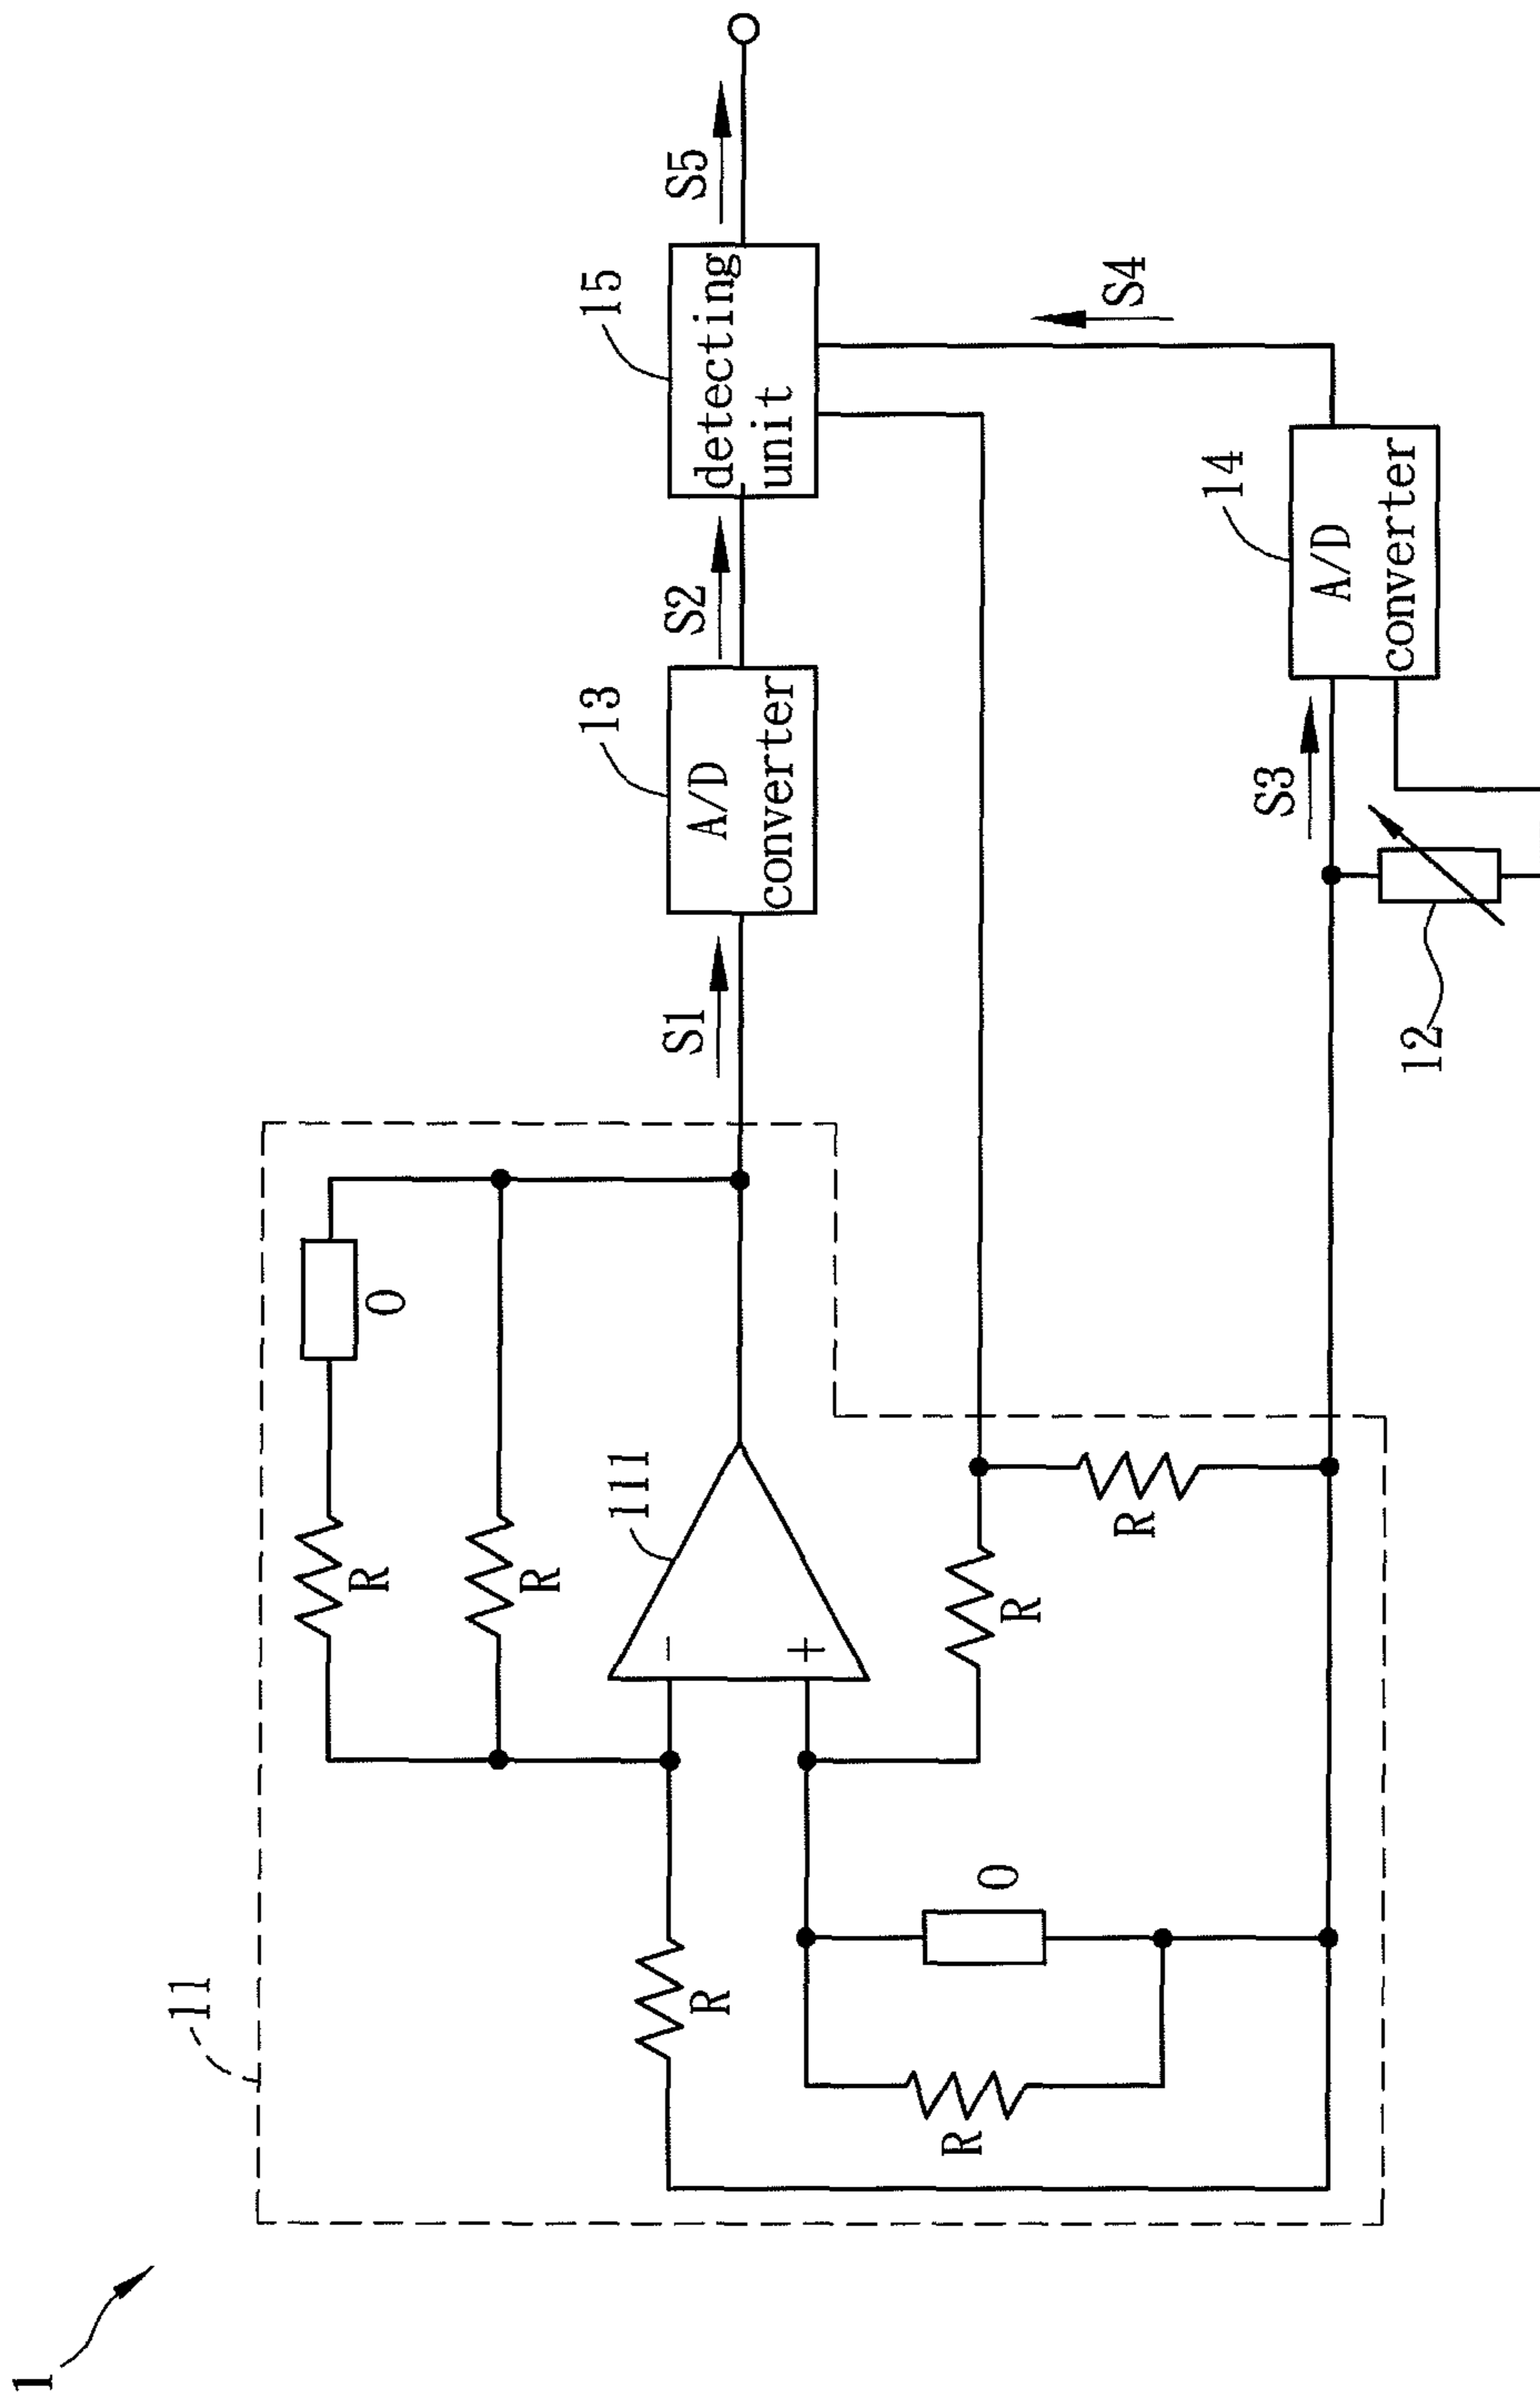 1
11
R
0
R
111
13
15
S1
S2
S5
−
R
A/D
converter
detecting
unit
+
R
0
R
R
S4
14
S3
A/D
converter
12